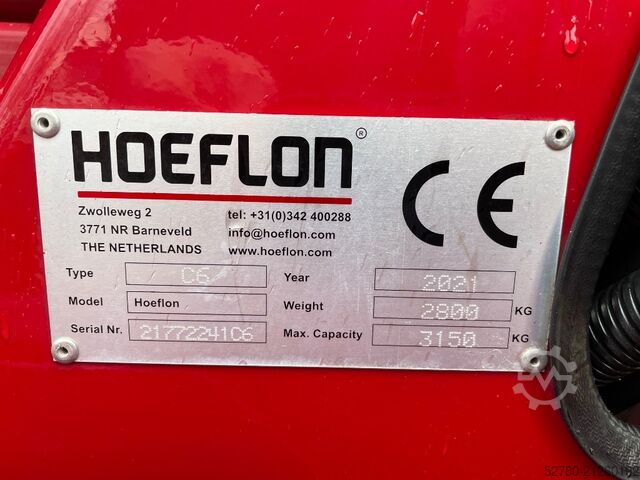 HOEFLON®
CE
Zwolleweg 2
3771 NR Barneveld
THE NETHERLANDS
tel: +31(0)342 400288
info@hoeflon.com
www.hoeflon.com
Type C6
Model Hoeflon
Serial Nr. 2177224106
Year 2021
Weight 2800 KG
Max. Capacity 3150 KG